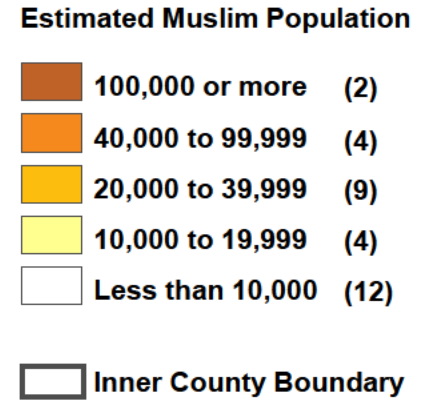 Estimated Muslim Population
100,000 or more (2)
40,000 to 99,999 (4)
20,000 to 39,999 (9)
10,000 to 19,999 (4)
Less than 10,000 (12)
Inner County Boundary